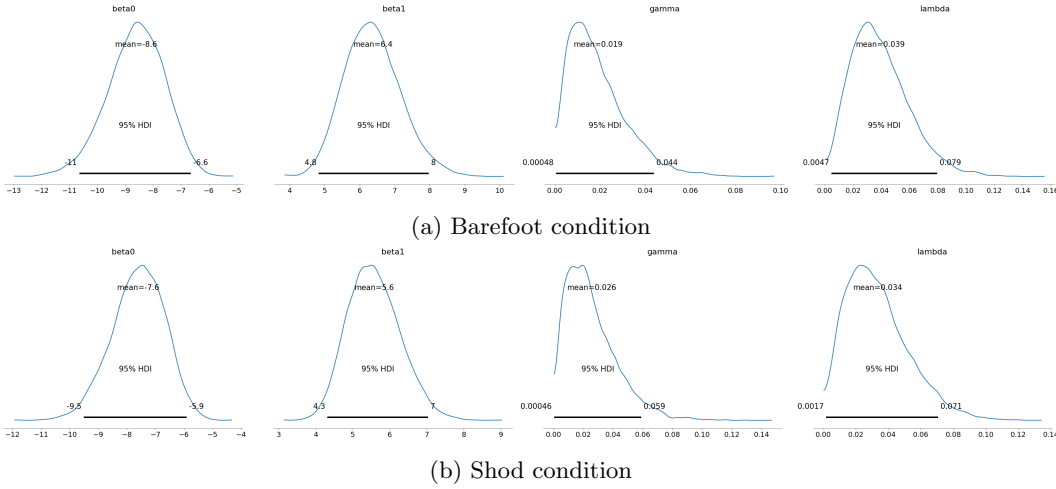 beta0 beta1 gamma lambda
mean=-8.6 mean=6.4 mean=0.019 mean=0.039
95% HDI 95% HDI 95% HDI 95% HDI
-11 -6.6 4.8 8 0.00048 0.044 0.0047 0.079
−13 −12 −11 −10 −9 −8 −7 −6 −5 4 5 6 7 8 9 10 0.00 0.02 0.04 0.06 0.08 0.10 0.00 0.02 0.04 0.06 0.08 0.10 0.12 0.14 0.16
(a) Barefoot condition
beta0 beta1 gamma lambda
mean=-7.6 mean=5.6 mean=0.026 mean=0.034
95% HDI 95% HDI 95% HDI 95% HDI
-9.5 -5.9 4.3 7 0.00046 0.059 0.0017 0.071
−12 −11 −10 −9 −8 −7 −6 −5 −4 3 4 5 6 7 8 9 0.00 0.02 0.04 0.06 0.08 0.10 0.12 0.14 0.00 0.02 0.04 0.06 0.08 0.10 0.12 0.14
(b) Shod condition